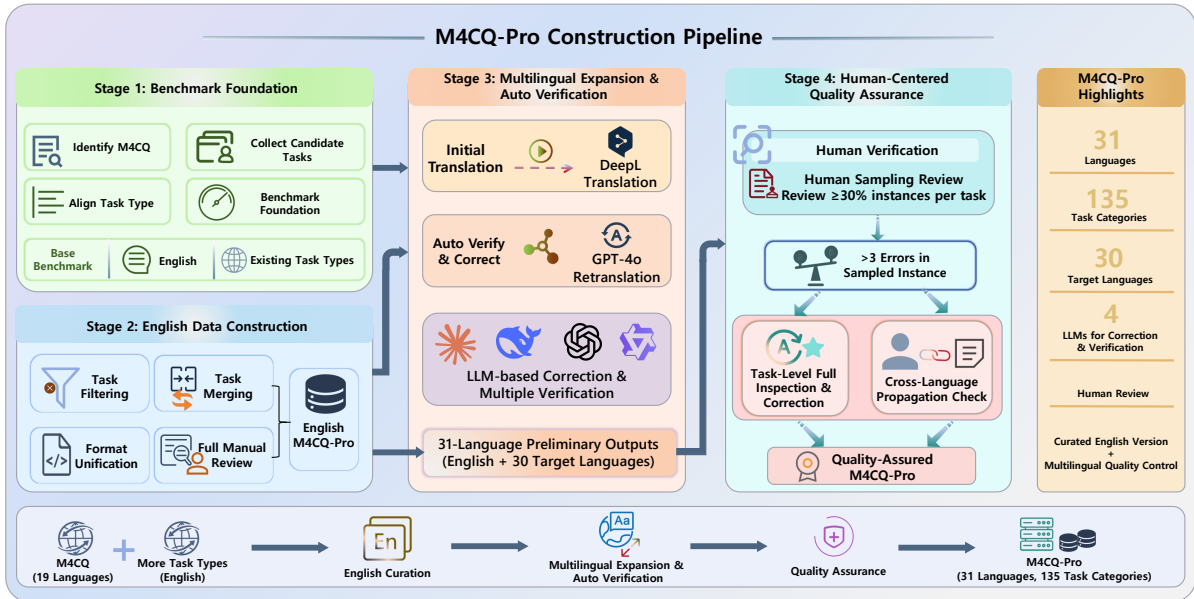 M4CQ-Pro Construction Pipeline
Stage 1: Benchmark Foundation
Identify M4CQ
Collect Candidate
Tasks
Align Task Type
Benchmark
Foundation
Base
Benchmark
English
Existing Task Types
Stage 2: English Data Construction
Task
Filtering
Task
Merging
Format
Unification
Full Manual
Review
English
M4CQ-Pro
Stage 3: Multilingual Expansion &
Auto Verification
Initial
Translation
DeepL
Translation
Auto Verify
& Correct
A
GPT-4o
Retranslation
LLM-based Correction &
Multiple Verification
31-Language Preliminary Outputs
(English + 30 Target Languages)
Stage 4: Human-Centered
Quality Assurance
Human Verification
Human Sampling Review
Review ≥30% instances per task
>3 Errors in
Sampled Instance
A
Task-Level Full
Inspection &
Correction
Cross-Language
Propagation Check
Quality-Assured
M4CQ-Pro
M4CQ-Pro
Highlights
31
Languages
135
Task Categories
30
Target Languages
4
LLMs for Correction
& Verification
Human Review
Curated English Version
+
Multilingual Quality Control
M4CQ
(19 Languages)
+
More Task Types
(English)
En
English Curation
Aa
Multilingual Expansion &
Auto Verification
Quality Assurance
M4CQ-Pro
(31 Languages, 135 Task Categories)